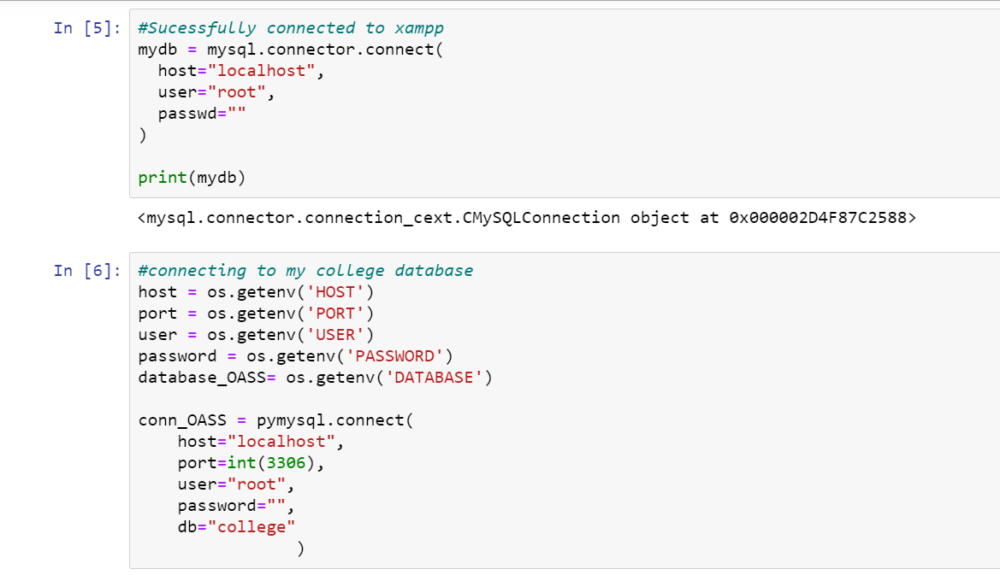 In [5]: #Sucessfully connected to xampp
mydb = mysql.connector.connect(
  host="localhost",
  user="root",
  passwd=""
)
print(mydb)
<mysql.connector.connection_cext.CMySQLConnection object at 0x000002D4F87C2588>
In [6]: #connecting to my college database
host = os.getenv('HOST')
port = os.getenv('PORT')
user = os.getenv('USER')
password = os.getenv('PASSWORD')
database_OASS= os.getenv('DATABASE')
conn_OASS = pymysql.connect(
    host="localhost",
    port=int(3306),
    user="root",
    password="",
    db="college"
                )